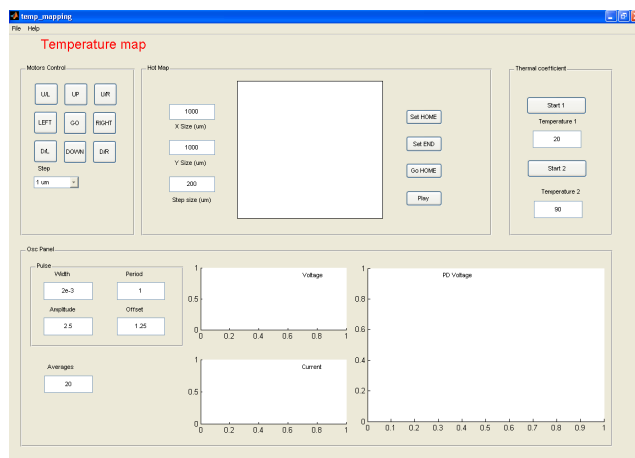 temp_mapping
File Help
Temperature map
Motors Control
U/L UP U/R
LEFT GO RIGHT
D/L DOWN D/R
Step
1 um
Hot Map
1000
X Size (um)
1000
Y Size (um)
200
Step size (um)
Set HOME
Set END
Go HOME
Play
Thermal coefficient
Start 1
Temperature 1
20
Start 2
Temperature 2
90
Osc Panel
Pulse
Width Period
2e-3 1
Amplitude Offset
2.5 1.25
Averages
20
Voltage
1
0.5
0
0 0.2 0.4 0.6 0.8 1
Current
1
0.5
0
0 0.2 0.4 0.6 0.8 1
PD Voltage
1
0.8
0.6
0.4
0.2
0
0 0.1 0.2 0.3 0.4 0.5 0.6 0.7 0.8 0.9 1